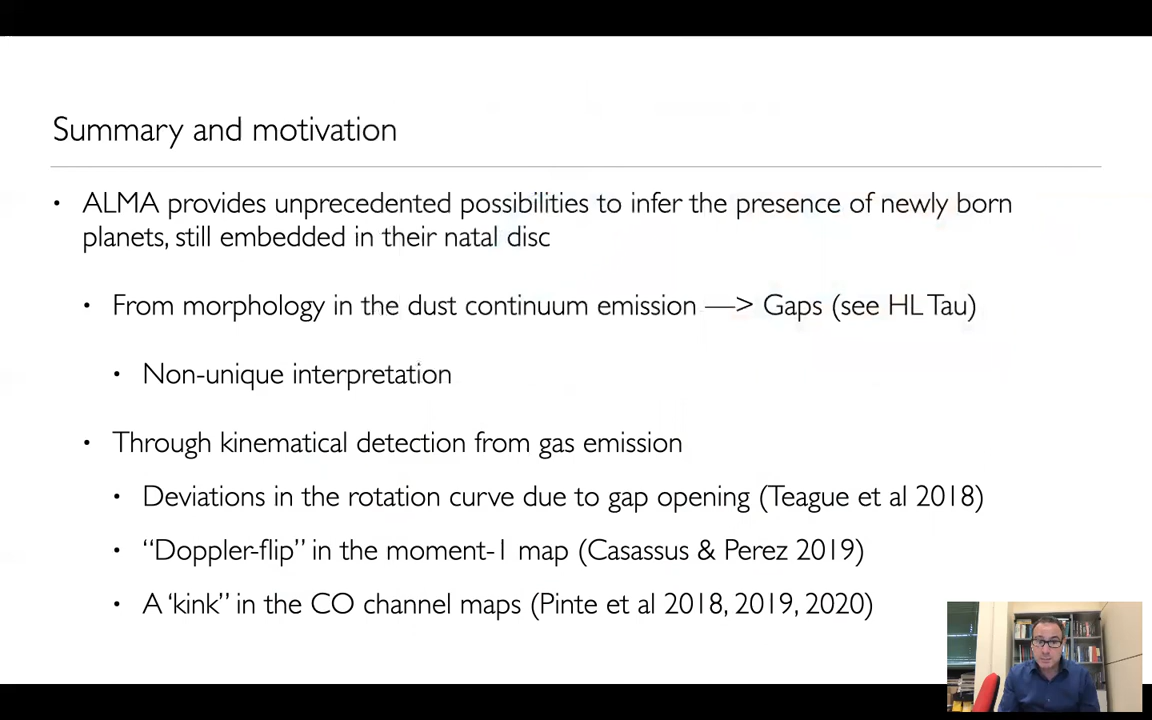 Summary and motivation
• ALMA provides unprecedented possibilities to infer the presence of newly born
planets, still embedded in their natal disc
• From morphology in the dust continuum emission —> Gaps (see HL Tau)
• Non-unique interpretation
• Through kinematical detection from gas emission
• Deviations in the rotation curve due to gap opening (Teague et al 2018)
• “Doppler-flip” in the moment-1 map (Casassus & Perez 2019)
• A ‘kink” in the CO channel maps (Pinte et al 2018, 2019, 2020)